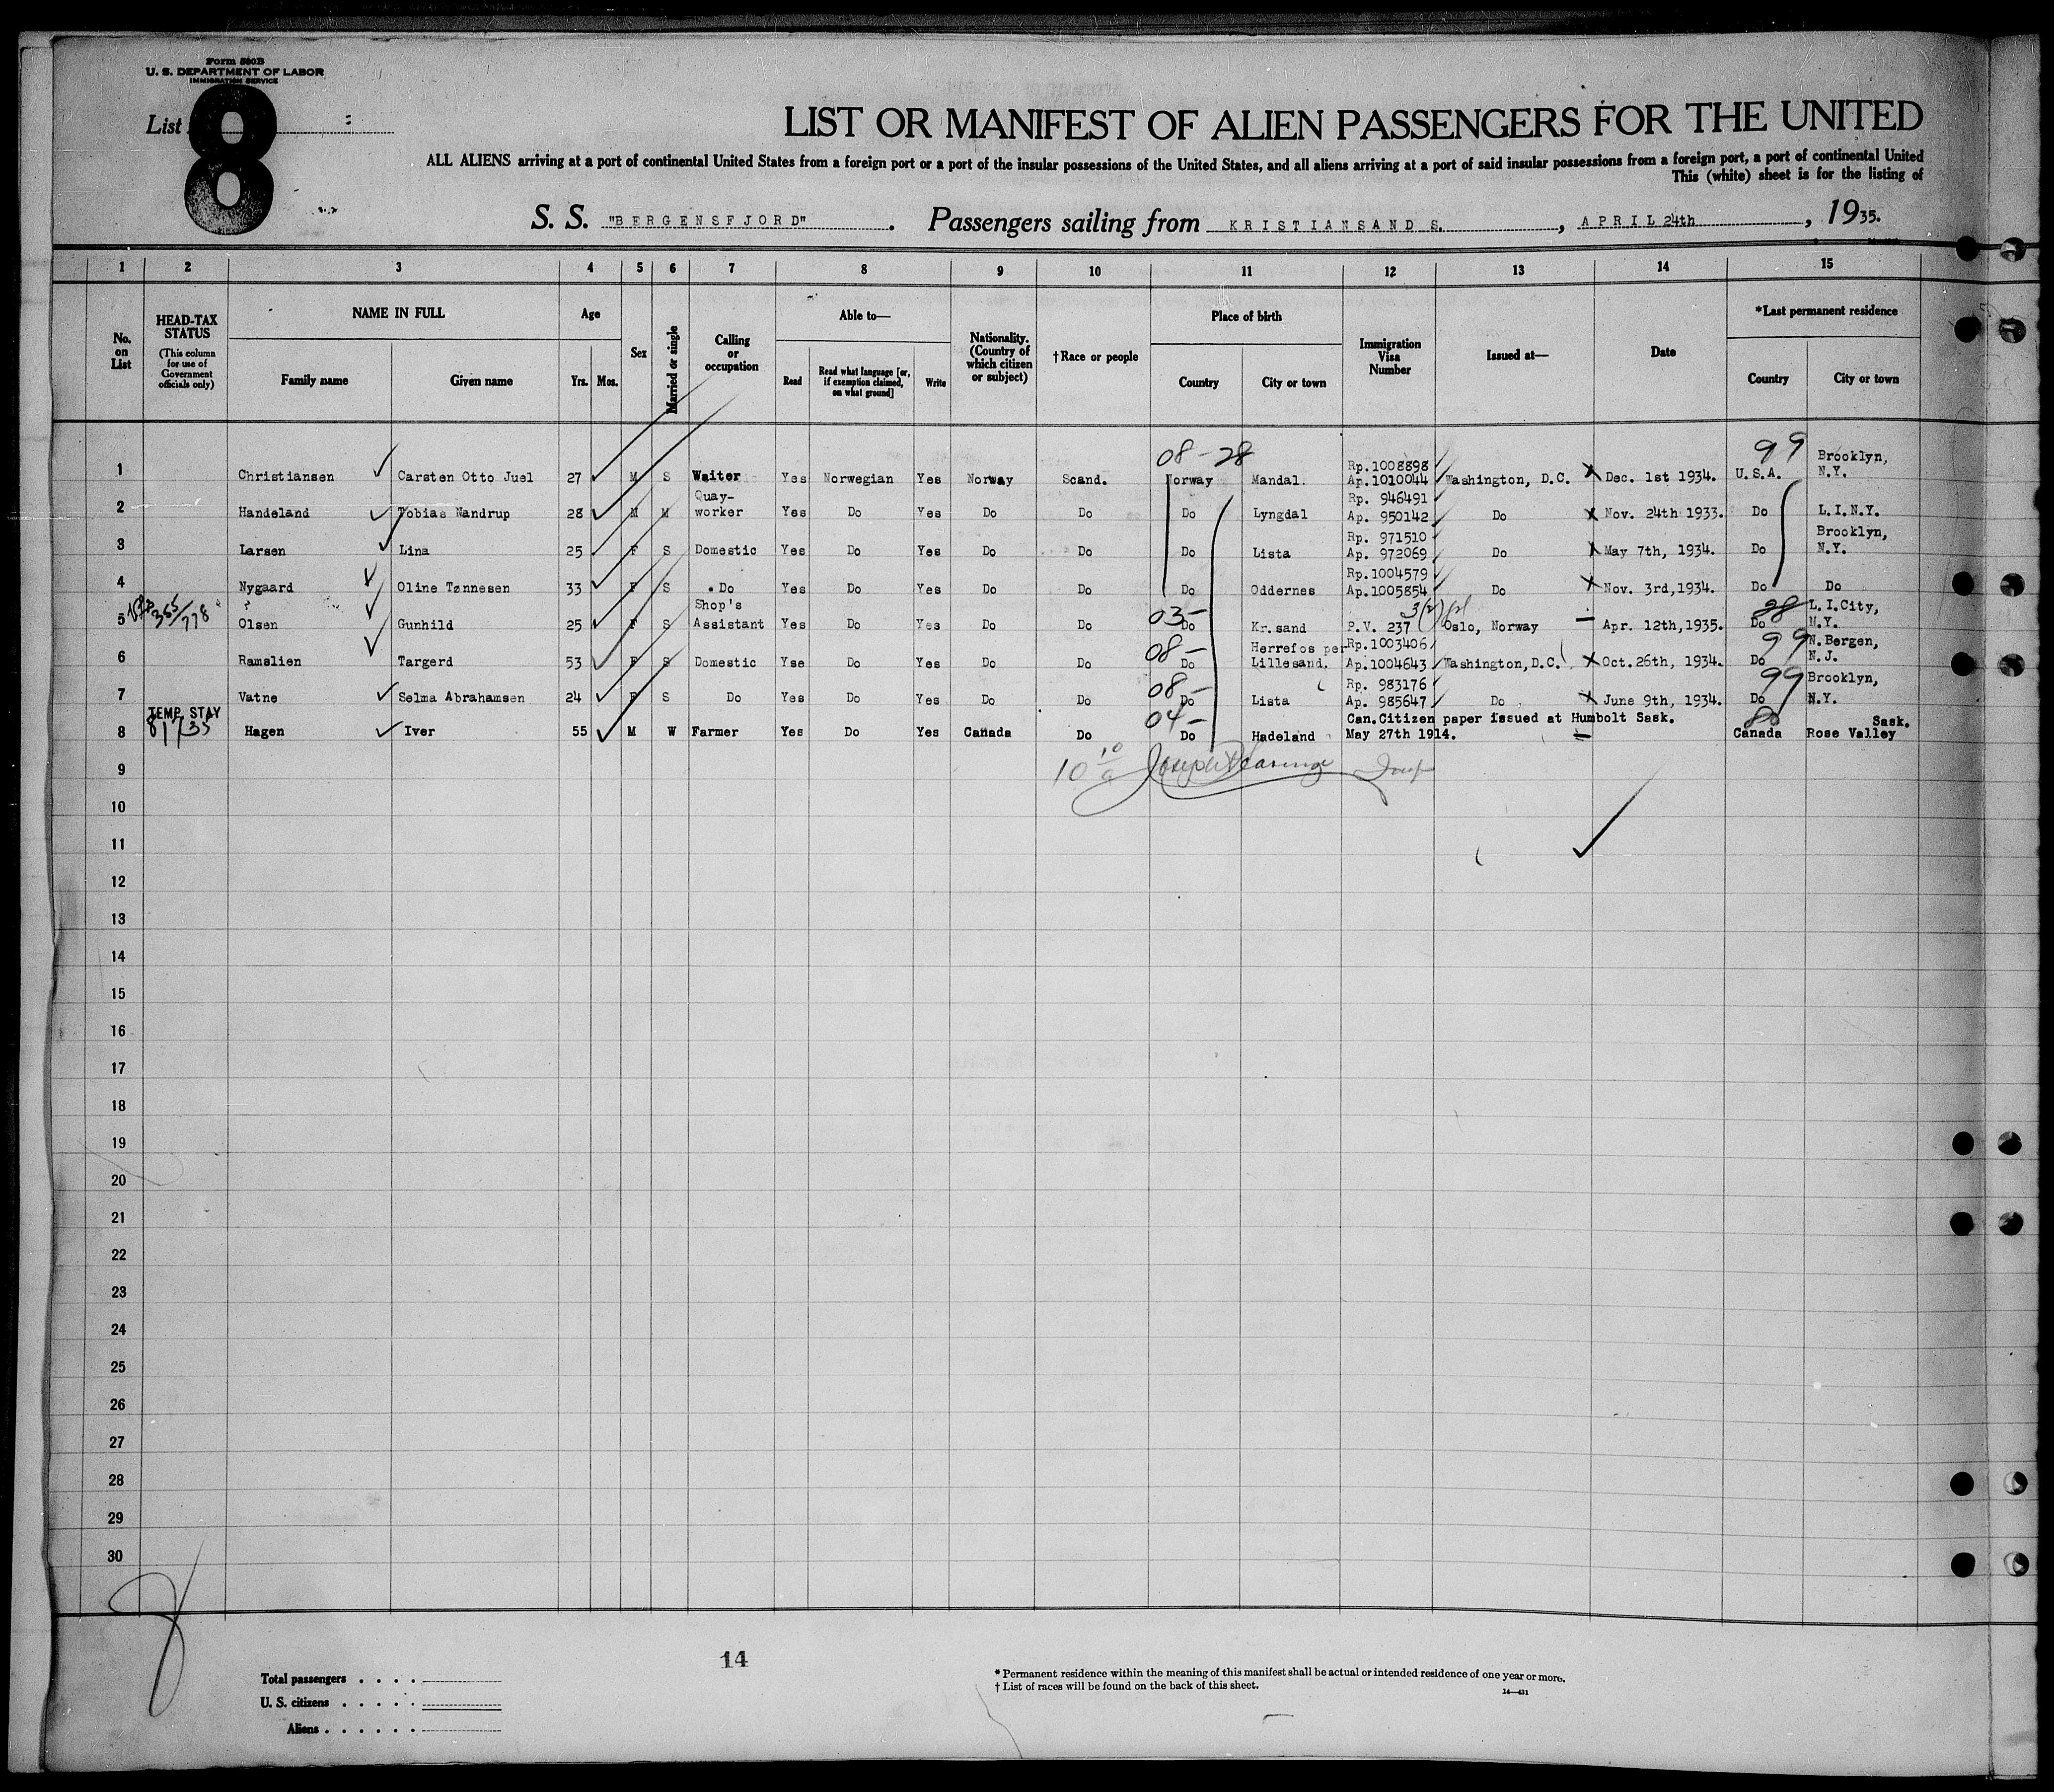 Form 500B
U. S. DEPARTMENT OF LABOR
IMMIGRATION SERVICE
List 8
LIST OR MANIFEST OF ALIEN PASSENGERS FOR THE UNITED
ALL ALIENS arriving at a port of continental United States from a foreign port or a port of the insular possessions of the United States, and all aliens arriving at a port of said insular possessions from a foreign port, a port of continental United
This (white) sheet is for the listing of
S. S. "BERGENSFJORD". Passengers sailing from KRISTIANSAND S., APRIL 24th, 1935.
1 2 3 4 5 6 7 8 9 10 11 12 13 14 15
No. on List
HEAD-TAX STATUS (This column for use of Government officials only)
NAME IN FULL
Family name
Given name
Age
Yrs. Mos.
Sex
Married or single
Calling or occupation
Able to—
Read
Read what language [or, if exemption claimed, on what ground]
Write
Nationality. (Country of which citizen or subject)
†Race or people
Place of birth
Country
City or town
Immigration Visa Number
Issued at—
Date
*Last permanent residence
Country
City or town
08-28 99
1 Christiansen Carsten Otto Juel 27 M S Waiter Yes Norwegian Yes Norway Scand. Norway Mandal. Rp.1008898 Ap.1010044 Washington, D.C. Dec. 1st 1934. U.S.A. Brooklyn, N.Y.
2 Handeland Tobias Nandrup 28 M M Quay-worker Yes Do Yes Do Do Do Lyngdal Rp. 946491 Ap. 950142 Do Nov. 24th 1933. Do L.I.N.Y.
3 Larsen Lina 25 F S Domestic Yes Do Yes Do Do Do Lista Rp. 971510 Ap. 972069 Do May 7th, 1934. Do Brooklyn, N.Y.
4 Nygaard Oline Tønnesen 33 F S Do Yes Do Yes Do Do Do Oddernes Rp.1004579 Ap.1005854 Do Nov. 3rd,1934. Do Do
355/778 03- 3(2) 28
5 Olsen Gunhild 25 F S Shop's Assistant Yes Do Yes Do Do Do Kr.sand P.V. 237 Oslo, Norway Apr. 12th,1935. Do L.I.City, N.Y.
08- 99
6 Ramslien Targerd 53 F S Domestic Yse Do Yes Do Do Do Herrefos per Lillesand. Rp.1003406 Ap.1004643 Washington,D.C. Oct.26th, 1934. Do N.Bergen, N.J.
08- 99
7 Vatne Selma Abrahamsen 24 F S Do Yes Do Yes Do Do Do Lista Rp. 983176 Ap. 985647 Do June 9th, 1934. Do Brooklyn, N.Y.
TEMP. STAY 04-
8 Hagen Iver 55 M W Farmer Yes Do Yes Canada Do Do Hadeland Can.Citizen paper issued at Humbolt Sask. May 27th 1914. Canada Sask. Rose Valley
9
10
11
12
13
14
15
16
17
18
19
20
21
22
23
24
25
26
27
28
29
30
14
Total passengers
U. S. citizens
Aliens
* Permanent residence within the meaning of this manifest shall be actual or intended residence of one year or more.
† List of races will be found on the back of this sheet.
14—431